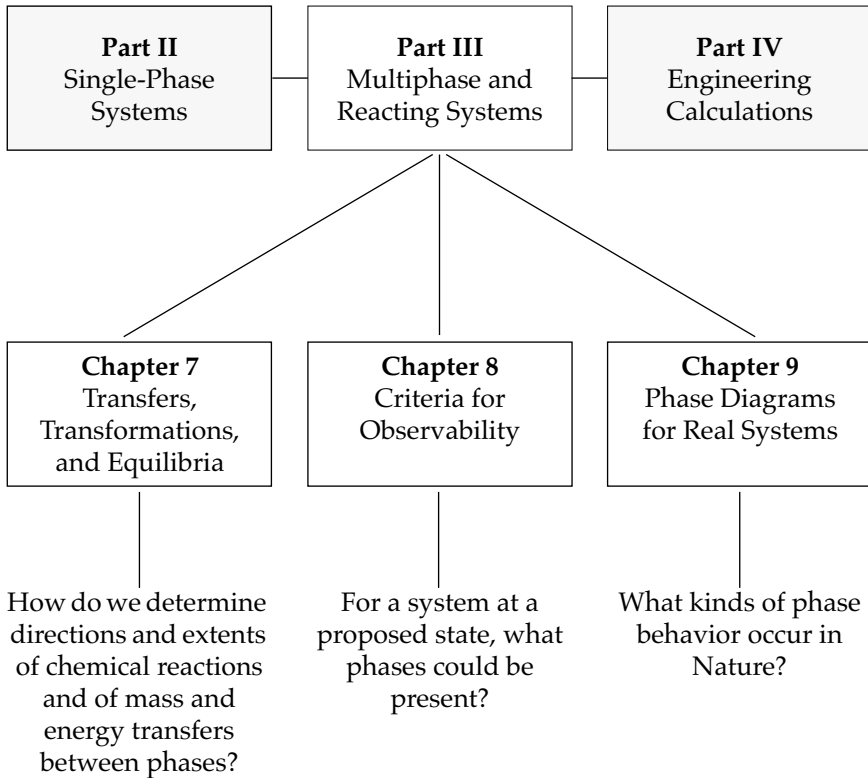 Part II
Single-Phase
Systems
Part III
Multiphase and
Reacting Systems
Part IV
Engineering
Calculations
Chapter 7
Transfers,
Transformations,
and Equilibria
Chapter 8
Criteria for
Observability
Chapter 9
Phase Diagrams
for Real Systems
How do we determine
directions and extents
of chemical reactions
and of mass and
energy transfers
between phases?
For a system at a
proposed state, what
phases could be
present?
What kinds of phase
behavior occur in
Nature?